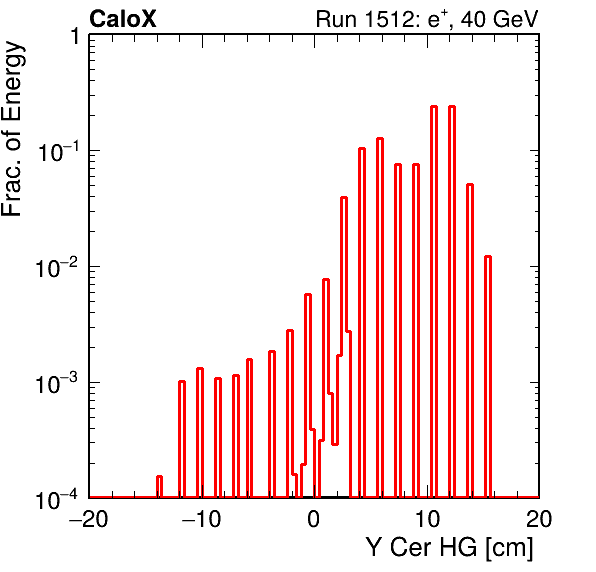 CaloX Run 1512: e⁺, 40 GeV
Frac. of Energy
1
10⁻¹
10⁻²
10⁻³
10⁻⁴
−20 −10 0 10 20
Y Cer HG [cm]